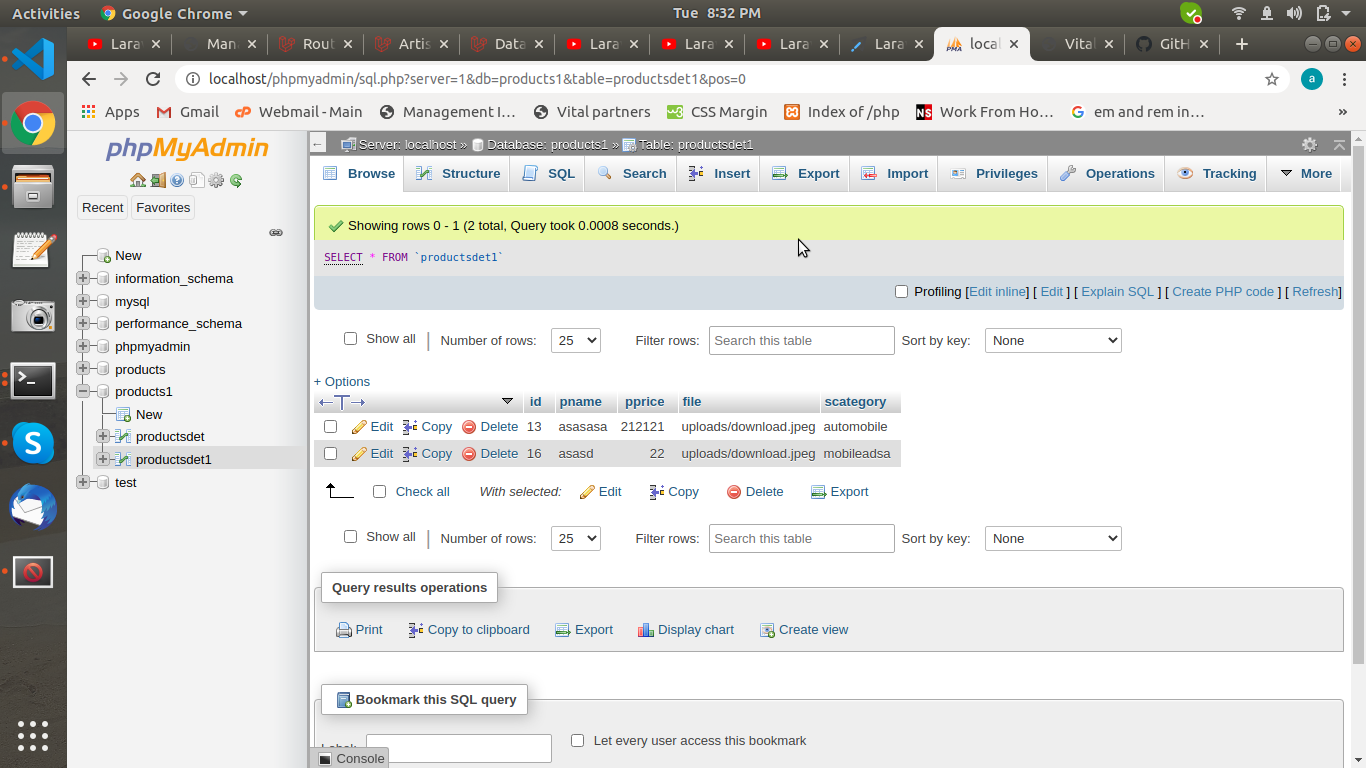 Activities Google Chrome Tue 8:32 PM
Lara Man Rout Artis Data Lara Lara Lara Lara local Vital GitH
localhost/phpmyadmin/sql.php?server=1&db=products1&table=productsdet1&pos=0 a
Apps Gmail Webmail - Main Management I... Vital partners CSS Margin Index of /php Work From Ho... em and rem in... »
phpMyAdmin
Recent Favorites
New
information_schema
mysql
performance_schema
phpmyadmin
products
products1
New
productsdet
productsdet1
test
Server: localhost » Database: products1 » Table: productsdet1
Browse Structure SQL Search Insert Export Import Privileges Operations Tracking More
Showing rows 0 - 1 (2 total, Query took 0.0008 seconds.)
SELECT * FROM `productsdet1`
Profiling [Edit inline] [ Edit ] [ Explain SQL ] [ Create PHP code ] [ Refresh]
Show all | Number of rows: 25 Filter rows: Search this table Sort by key: None
+ Options
id pname pprice file scategory
Edit Copy Delete 13 asasasa 212121 uploads/download.jpeg automobile
Edit Copy Delete 16 asasd 22 uploads/download.jpeg mobileadsa
Check all With selected: Edit Copy Delete Export
Show all | Number of rows: 25 Filter rows: Search this table Sort by key: None
Query results operations
Print Copy to clipboard Export Display chart Create view
Bookmark this SQL query
Let every user access this bookmark
Console